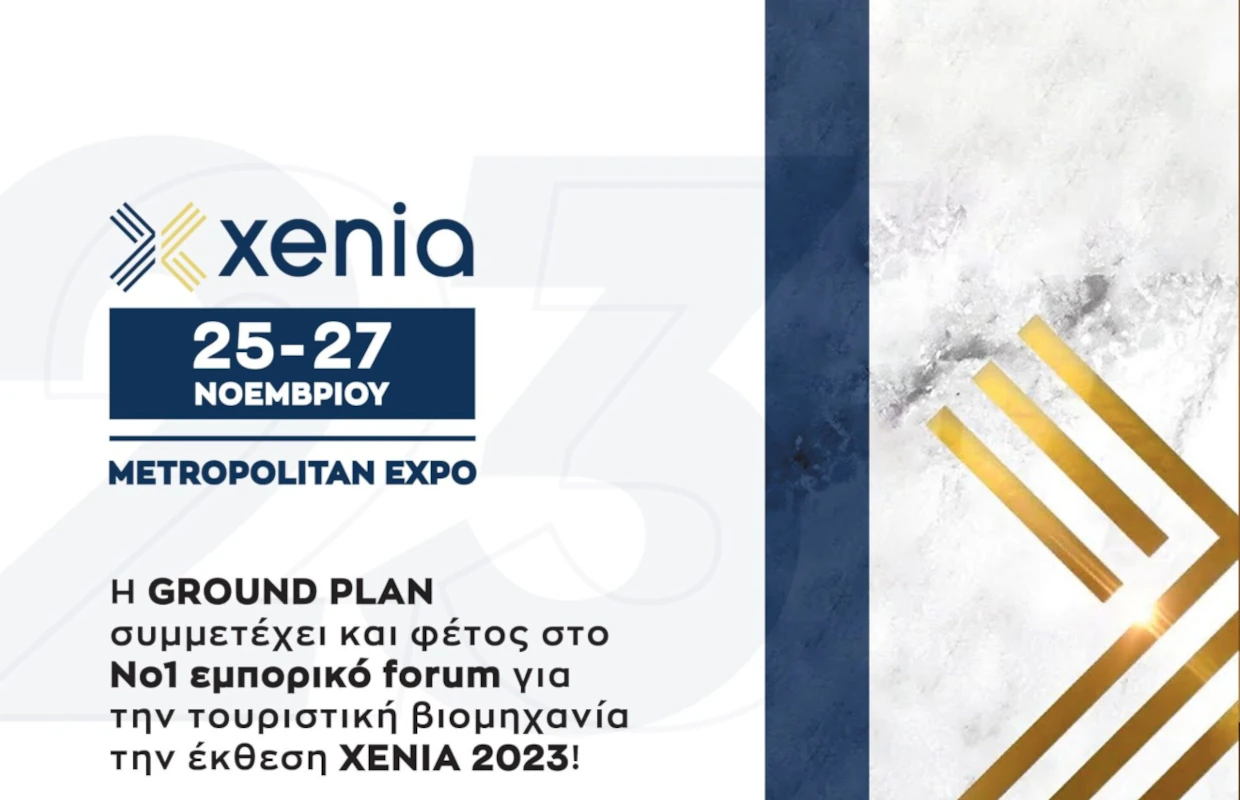 xenia
25-27
ΝΟΕΜΒΡΙΟΥ
METROPOLITAN EXPO
Η GROUND PLAN
συμμετέχει και φέτος στο
Νο1 εμπορικό forum για
την τουριστική βιομηχανία
την έκθεση XENIA 2023!
23